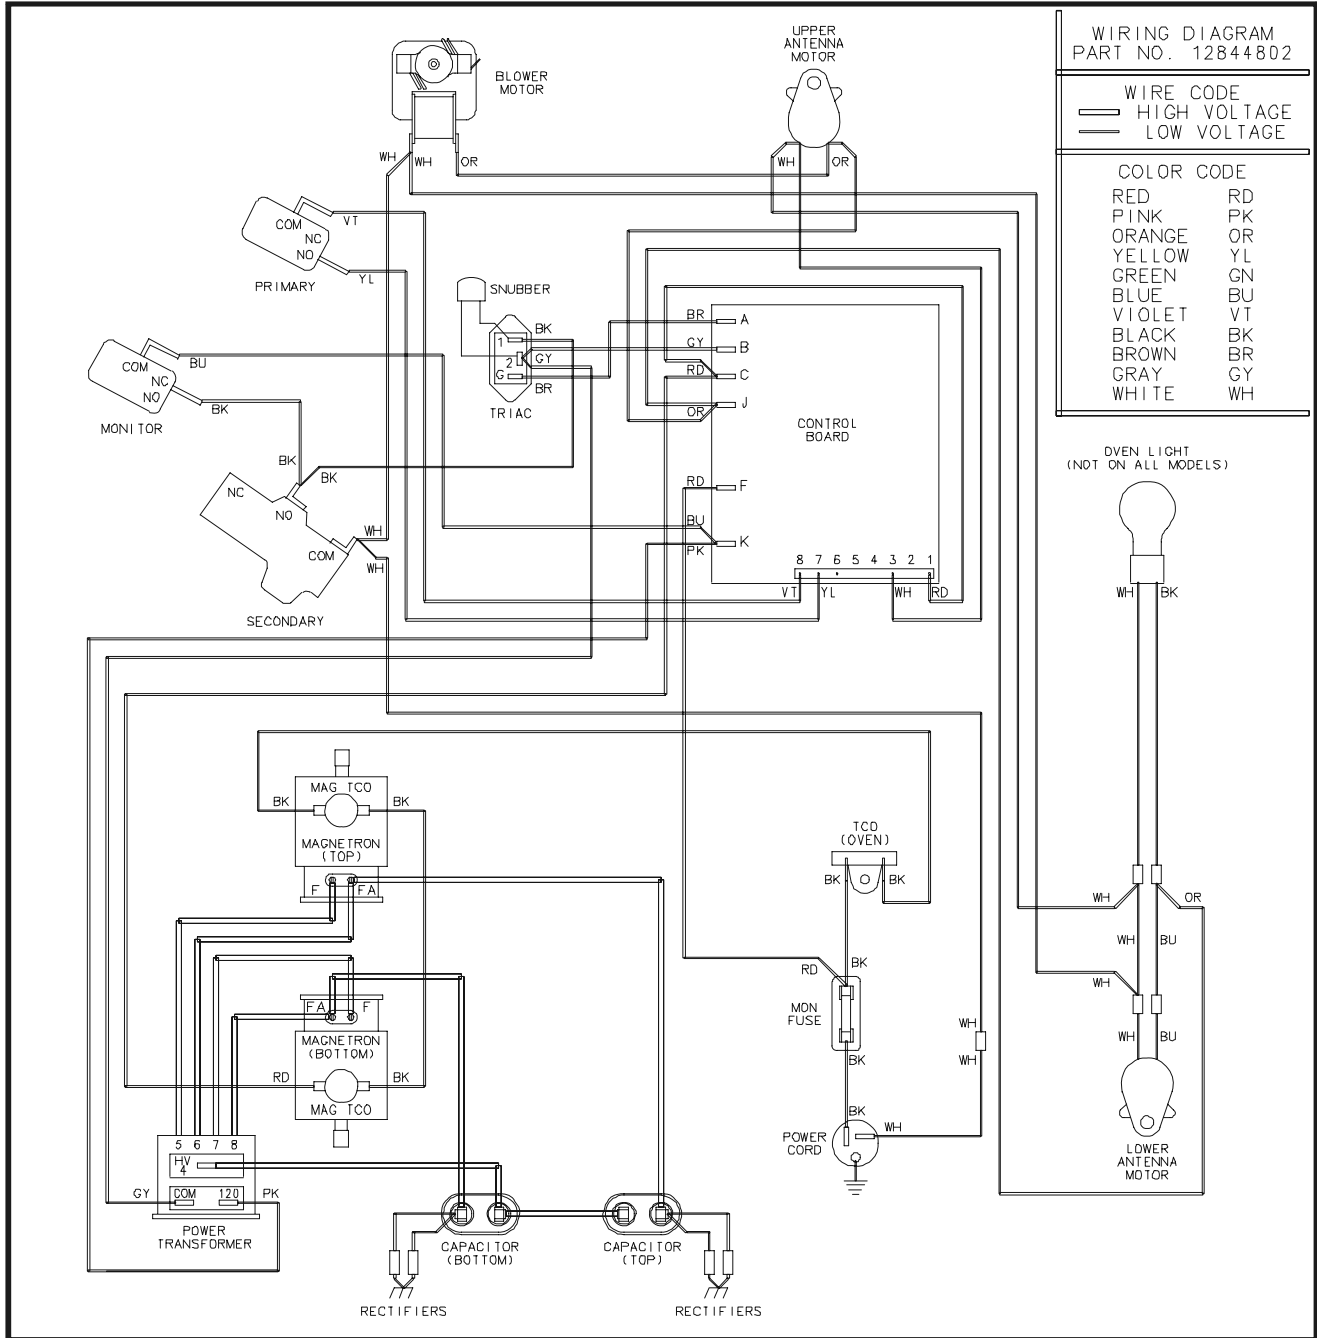 WIRING DIAGRAM
PART NO. 12844802
WIRE CODE
HIGH VOLTAGE
LOW VOLTAGE
COLOR CODE
RED RD
PINK PK
ORANGE OR
YELLOW YL
GREEN GN
BLUE BU
VIOLET VT
BLACK BK
BROWN BR
GRAY GY
WHITE WH
BLOWER
MOTOR
UPPER
ANTENNA
MOTOR
WH WH OR
WH OR
COM
NC
NO
VT
YL
PRIMARY
SNUBBER
BK
1
2
GY
G
BR
TRIAC
BR A
GY B
RD C
J
OR
CONTROL
BOARD
RD F
BU
K
PK
8 7 6 5 4 3 2 1
VT YL WH RD
COM
NC
NO
BU
BK
MONITOR
BK
BK
NC
NO
COM
WH
WH
SECONDARY
OVEN LIGHT
(NOT ON ALL MODELS)
WH BK
MAG TCO
BK BK
MAGNETRON
(TOP)
F FA
FA F
MAGNETRON
(BOTTOM)
RD BK
MAG TCO
TCO
(OVEN)
BK BK
RD BK
MON
FUSE
BK
BK
POWER
CORD
WH
WH
WH
WH OR
WH BU
WH
WH BU
LOWER
ANTENNA
MOTOR
5 6 7 8
HV
4
GY COM 120 PK
POWER
TRANSFORMER
CAPACITOR
(BOTTOM)
CAPACITOR
(TOP)
RECTIFIERS
RECTIFIERS